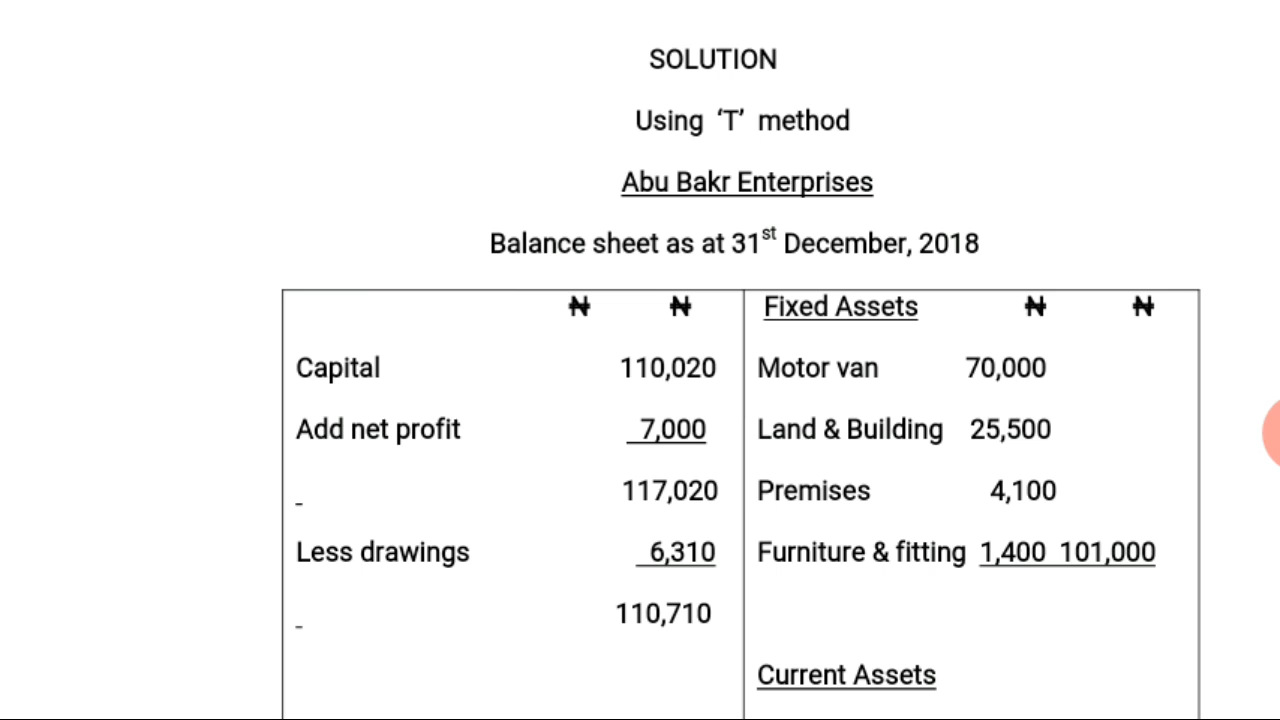 SOLUTION
Using ‘T’ method
Abu Bakr Enterprises
Balance sheet as at 31st December, 2018
₦ ₦ Fixed Assets ₦ ₦
Capital 110,020 Motor van 70,000
Add net profit 7,000 Land & Building 25,500
117,020 Premises 4,100
Less drawings 6,310 Furniture & fitting 1,400 101,000
110,710
Current Assets